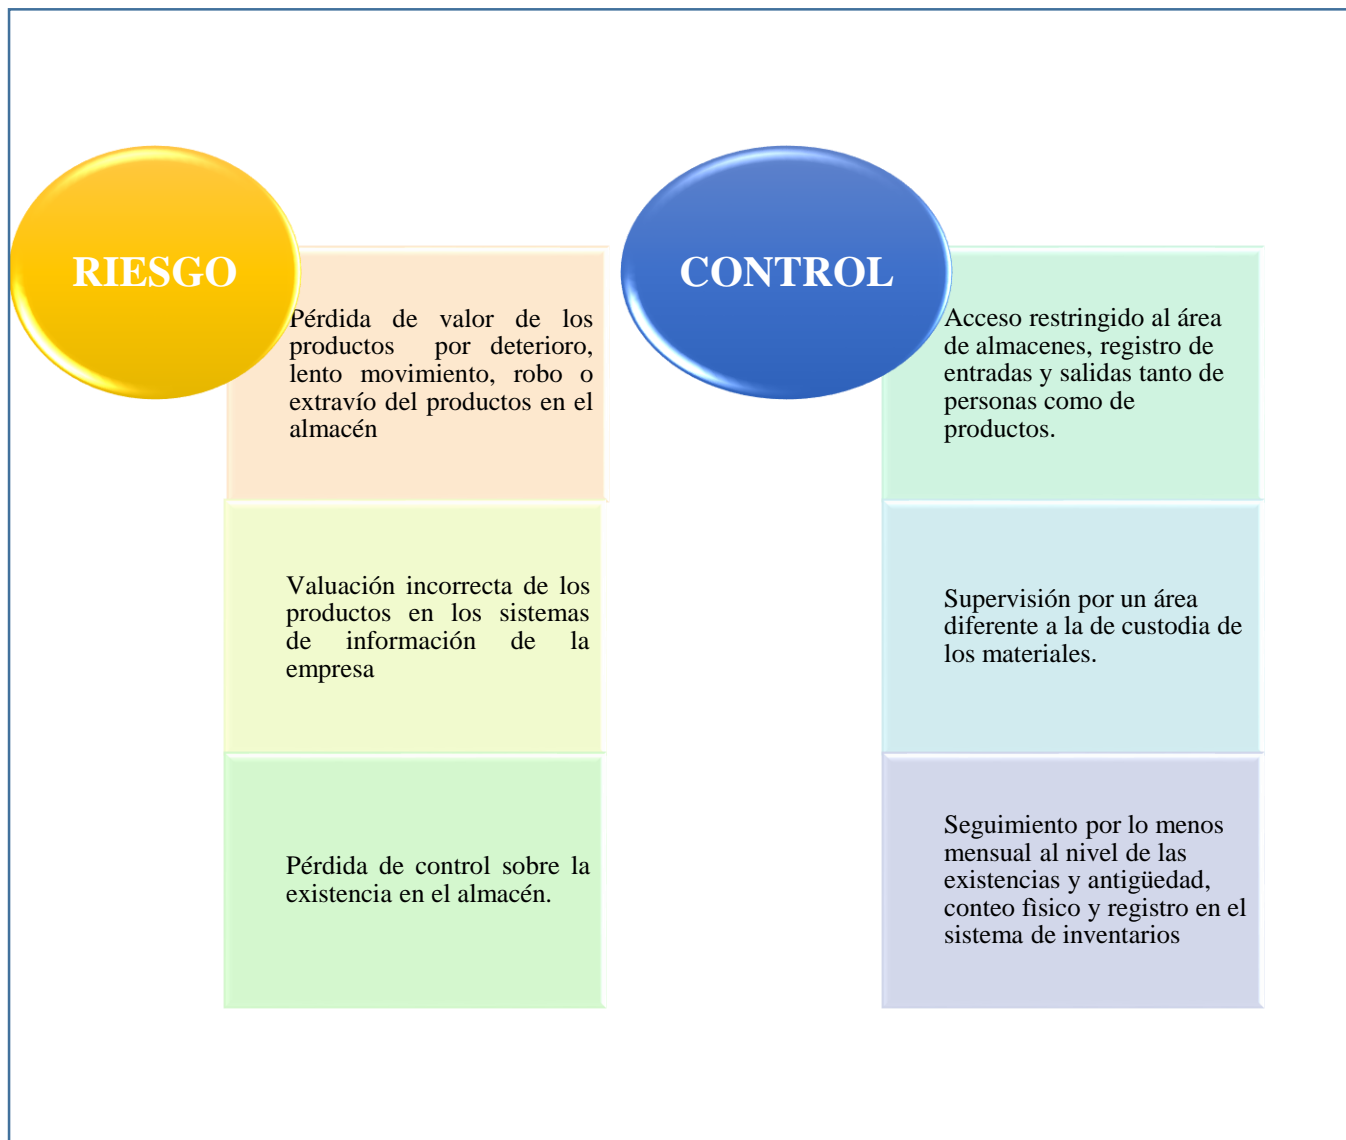 RIESGO
Pérdida de valor de los
productos por deterioro,
lento movimiento, robo o
extravío del productos en el
almacén
Valuación incorrecta de los
productos en los sistemas
de información de la
empresa
Pérdida de control sobre la
existencia en el almacén.
CONTROL
Acceso restringido al área
de almacenes, registro de
entradas y salidas tanto de
personas como de
productos.
Supervisión por un área
diferente a la de custodia de
los materiales.
Seguimiento por lo menos
mensual al nivel de las
existencias y antigüedad,
conteo fìsico y registro en el
sistema de inventarios